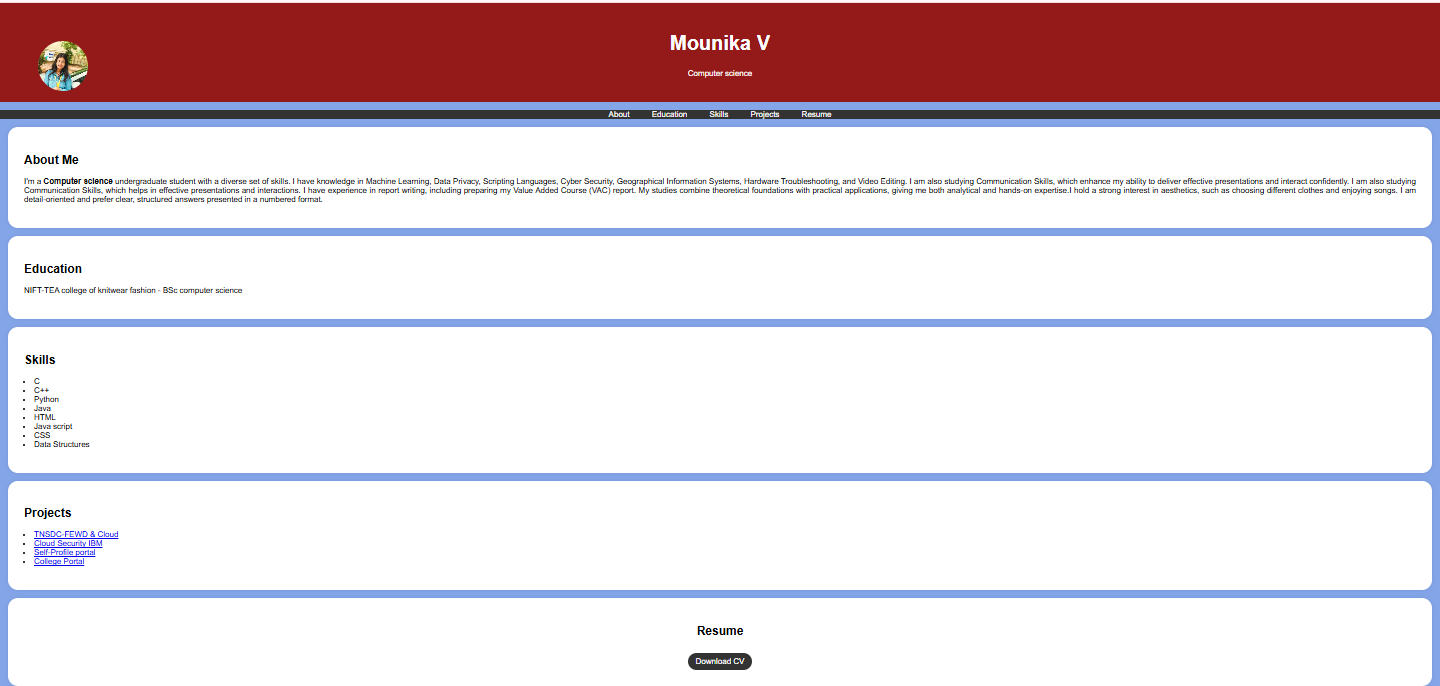 Mounika V
Computer science
About Education Skills Projects Resume
About Me
I'm a Computer science undergraduate student with a diverse set of skills. I have knowledge in Machine Learning, Data Privacy, Scripting Languages, Cyber Security, Geographical Information Systems, Hardware Troubleshooting, and Video Editing. I am also studying
Communication Skills, which enhance my ability to deliver effective presentations and interact confidently. I am also studying Communication Skills, which helps in effective presentations and interactions. I have experience in report writing, including preparing my Value Added Course (VAC) report. My studies combine theoretical foundations with practical applications, giving me both analytical and hands-on expertise.I hold a strong interest in aesthetics, such as choosing different clothes and enjoying songs. I am
detail-oriented and prefer clear, structured answers presented in a numbered format.
Education
NIFT-TEA college of knitwear fashion - BSc computer science
Skills
C
C++
Python
Java
HTML
Java script
CSS
Data Structures
Projects
TNSDC-FEWD & Cloud
Cloud Security IBM
Self-Profile portal
College Portal
Resume
Download CV